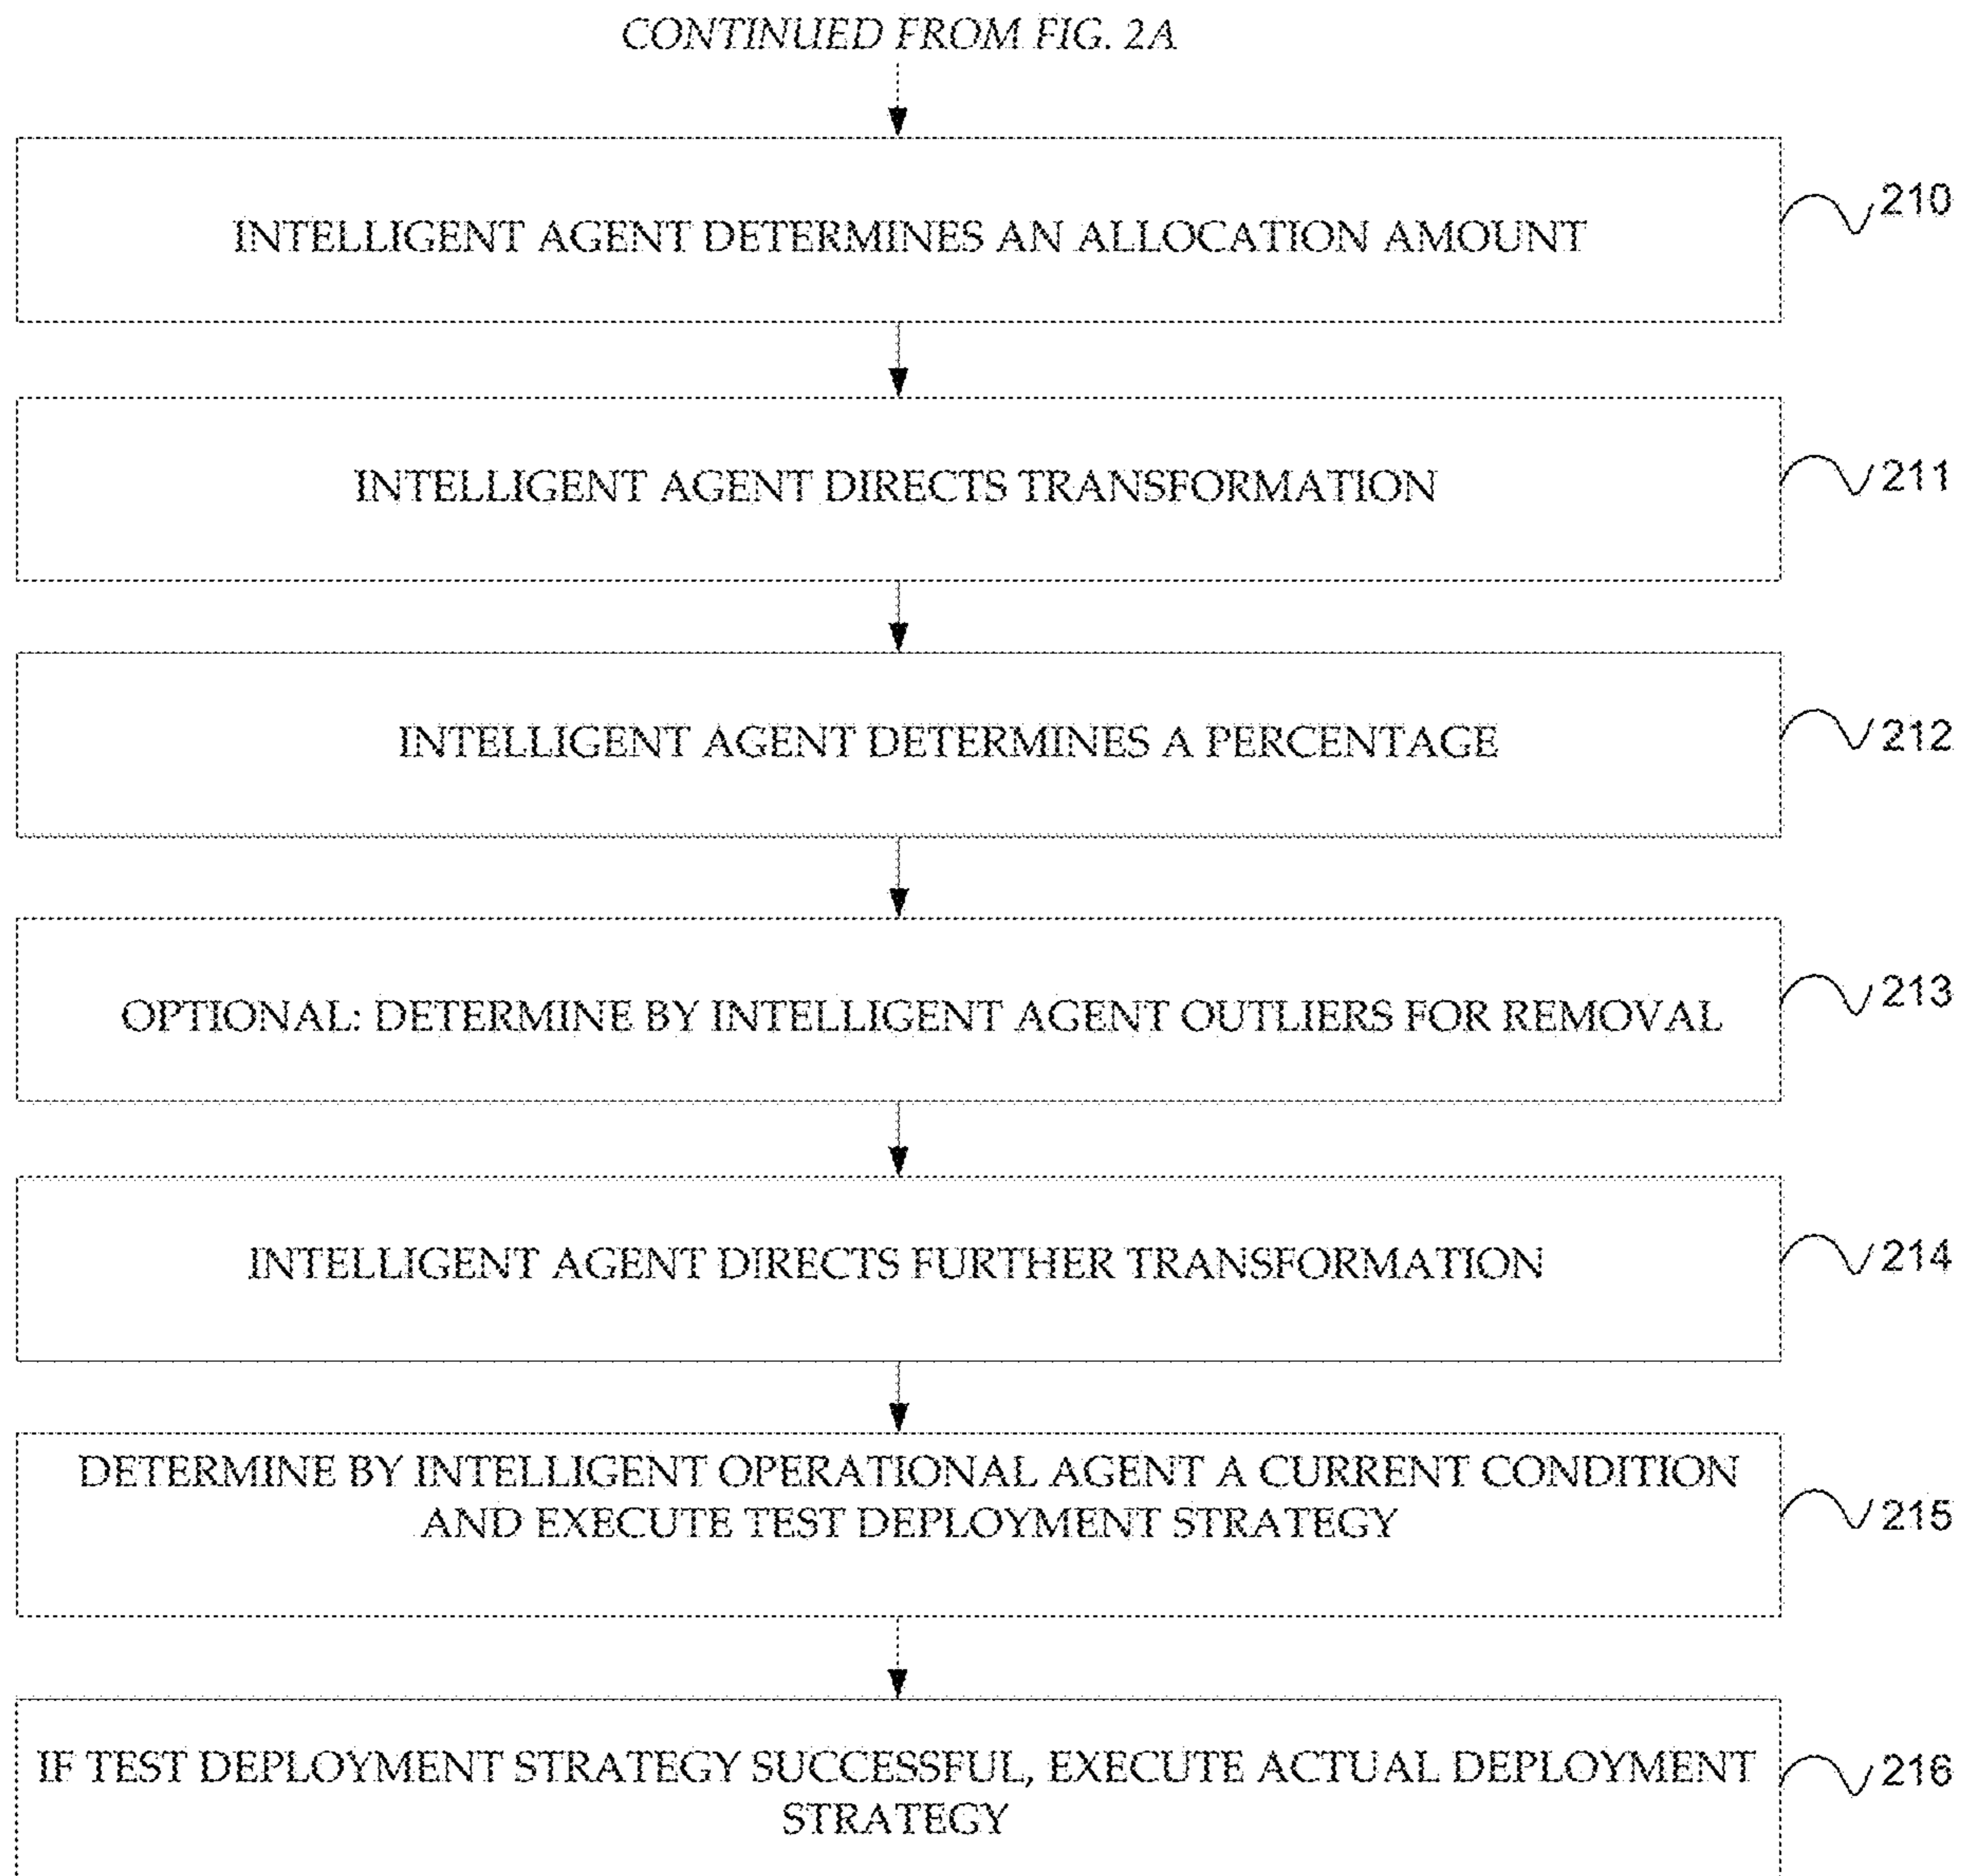 CONTINUED FROM FIG. 2A
INTELLIGENT AGENT DETERMINES AN ALLOCATION AMOUNT
210
INTELLIGENT AGENT DIRECTS TRANSFORMATION
211
INTELLIGENT AGENT DETERMINES A PERCENTAGE
212
OPTIONAL: DETERMINE BY INTELLIGENT AGENT OUTLIERS FOR REMOVAL
213
INTELLIGENT AGENT DIRECTS FURTHER TRANSFORMATION
214
DETERMINE BY INTELLIGENT OPERATIONAL AGENT A CURRENT CONDITION
AND EXECUTE TEST DEPLOYMENT STRATEGY
215
IF TEST DEPLOYMENT STRATEGY SUCCESSFUL, EXECUTE ACTUAL DEPLOYMENT
STRATEGY
216